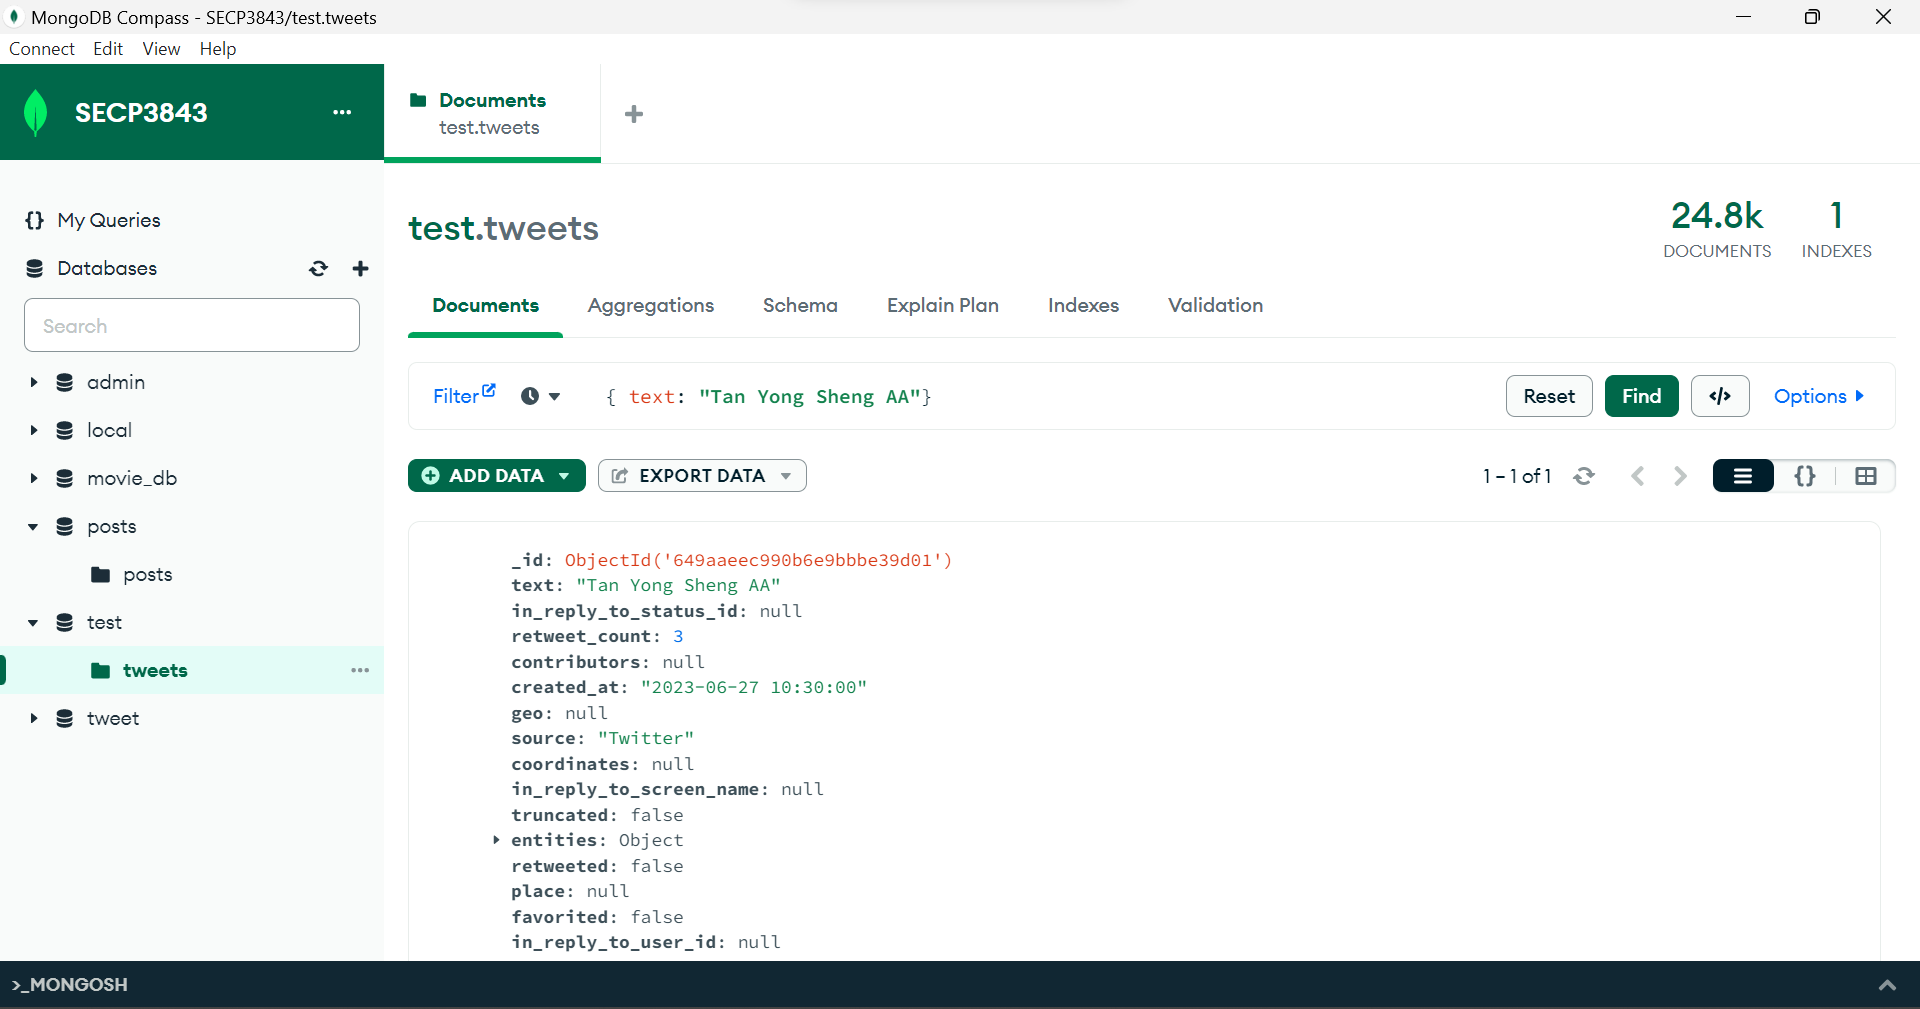 MongoDB Compass - SECP3843/test.tweets
Connect Edit View Help
SECP3843
Documents
test.tweets
My Queries
Databases
Search
admin
local
movie_db
posts
posts
test
tweets
tweet
test.tweets
24.8k
DOCUMENTS
1
INDEXES
Documents Aggregations Schema Explain Plan Indexes Validation
Filter { text: "Tan Yong Sheng AA"} Reset Find </> Options
ADD DATA EXPORT DATA 1 – 1 of 1 {}
_id: ObjectId('649aaeec990b6e9bbbe39d01')
text: "Tan Yong Sheng AA"
in_reply_to_status_id: null
retweet_count: 3
contributors: null
created_at: "2023-06-27 10:30:00"
geo: null
source: "Twitter"
coordinates: null
in_reply_to_screen_name: null
truncated: false
entities: Object
retweeted: false
place: null
favorited: false
in_reply_to_user_id: null
>_MONGOSH